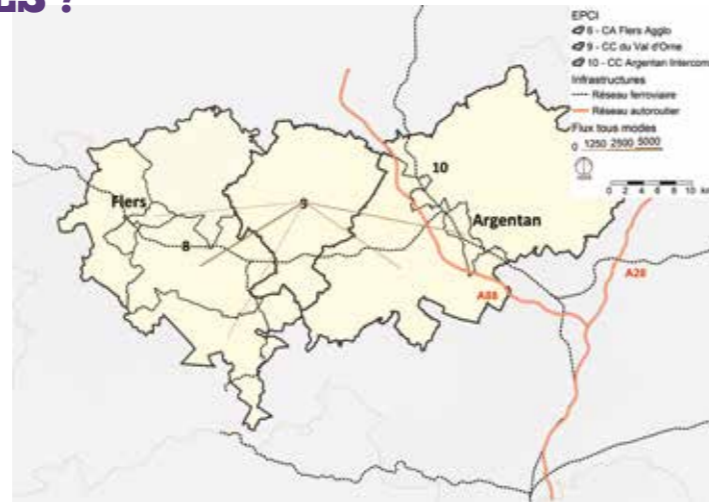 ES ?
EPCI
8 - CA Flers Agglo
9 - CC du Val d'Orne
10 - CC Argentan Intercom
Infrastructures
Réseau ferroviaire
Réseau autoroutier
Flux tous modes
0 1250 2500 5000
0 2 4 6 8 10 km
10
Flers
9
Argentan
8
A28
A88